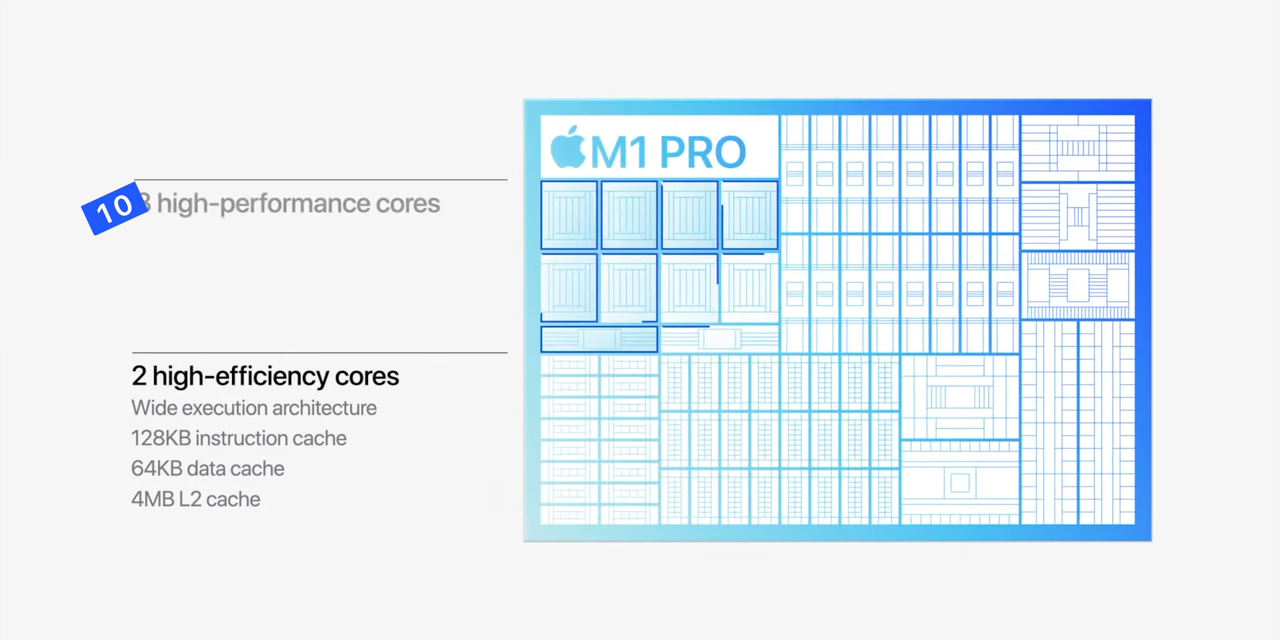 M1 PRO
10 high-performance cores
2 high-efficiency cores
Wide execution architecture
128KB instruction cache
64KB data cache
4MB L2 cache